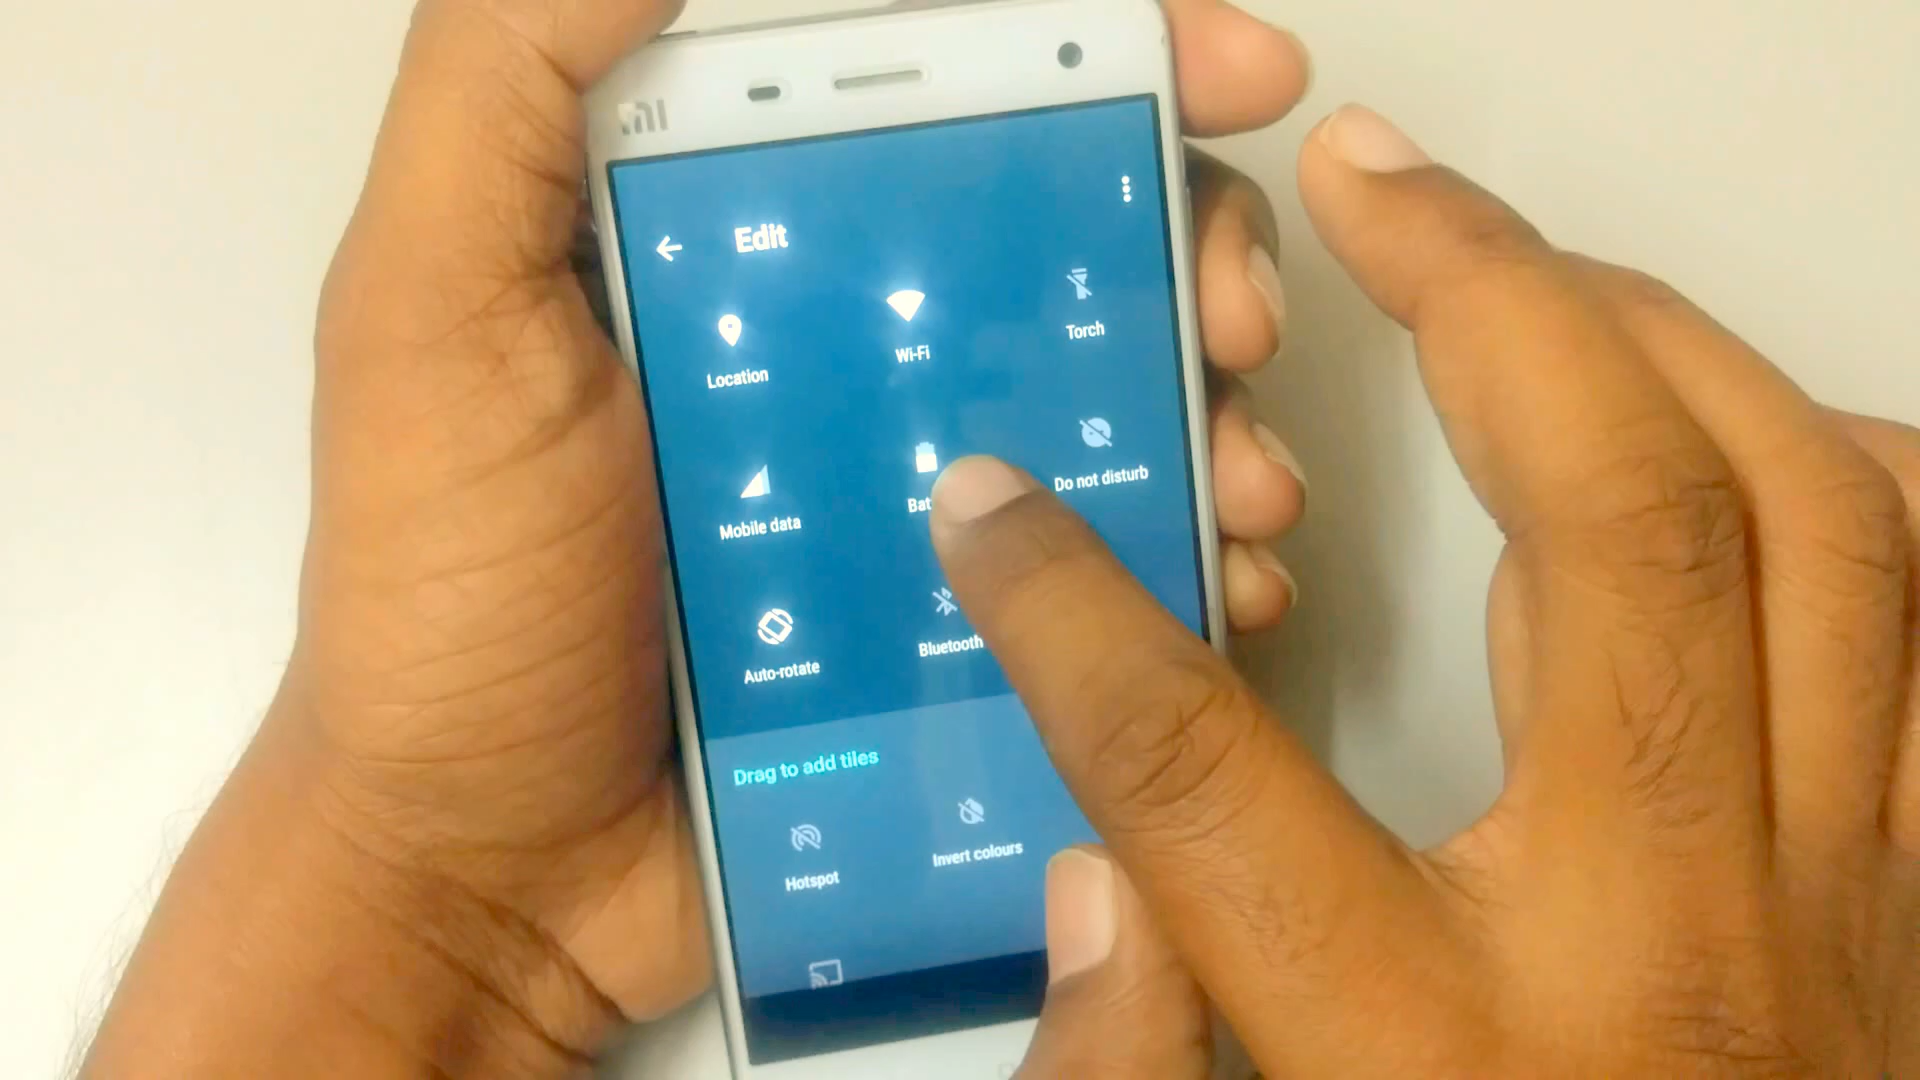 MI
Edit
Location
Wi-Fi
Torch
Mobile data
Do not disturb
Auto-rotate
Bluetooth
Drag to add tiles
Hotspot
Invert colours